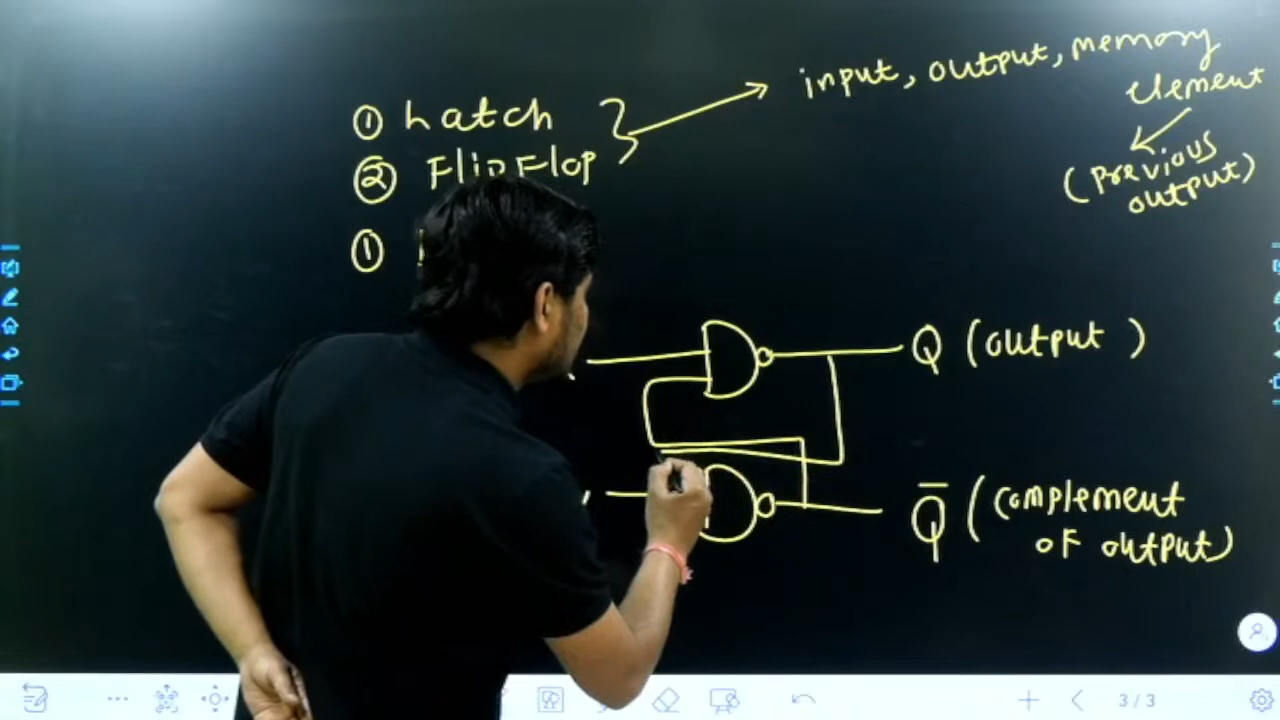 ① Latch
② FlipFlop
input, output, memory
element
(previous
output)
①
Q (output)
Q̅ (complement
of output)
3/3